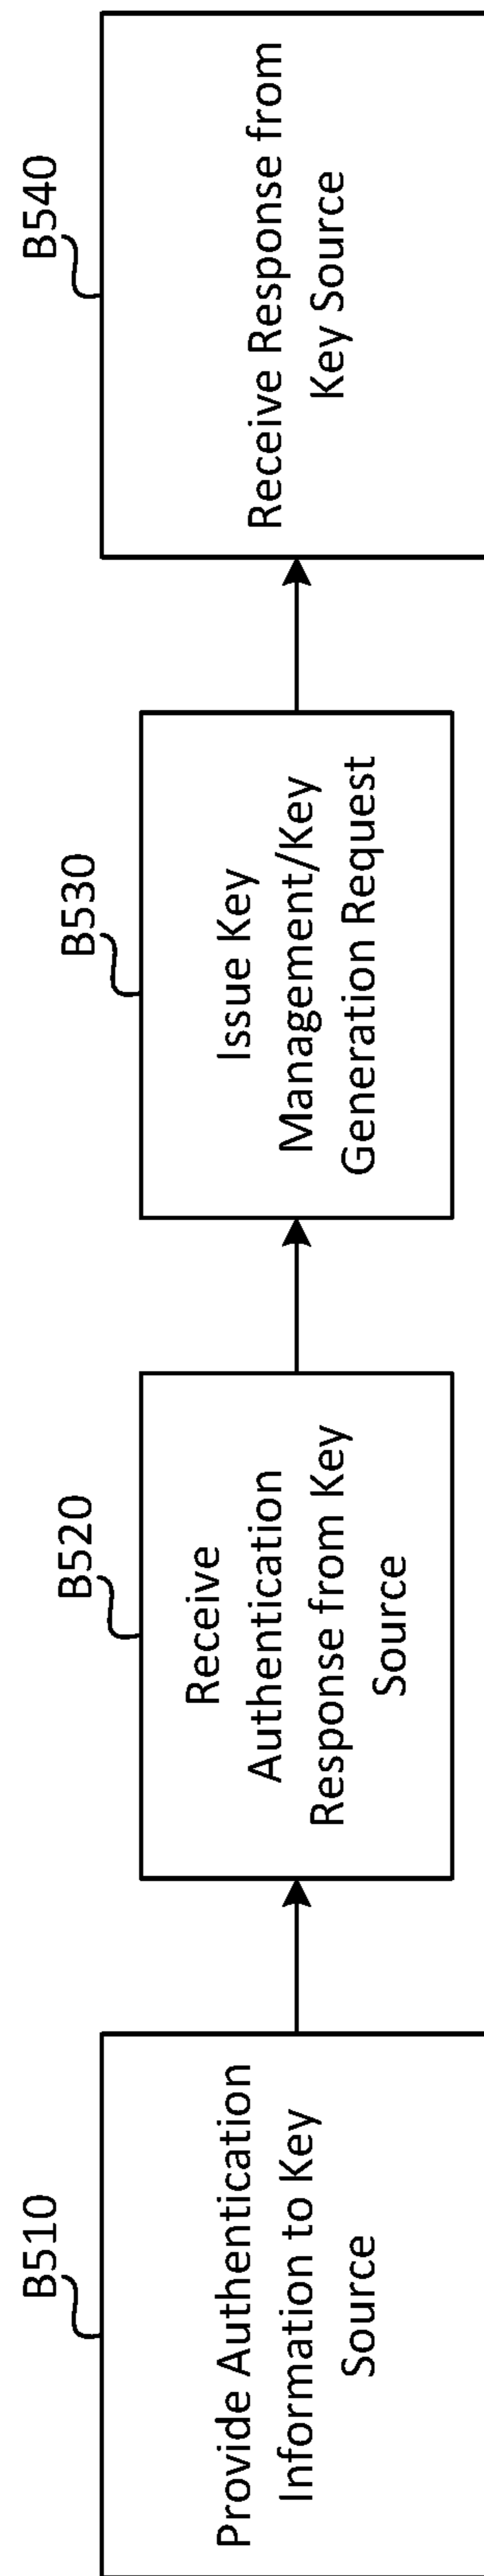 B510
Provide Authentication
Information to Key
Source
B520
Receive
Authentication
Response from Key
Source
B530
Issue Key
Management/Key
Generation Request
B540
Receive Response from
Key Source